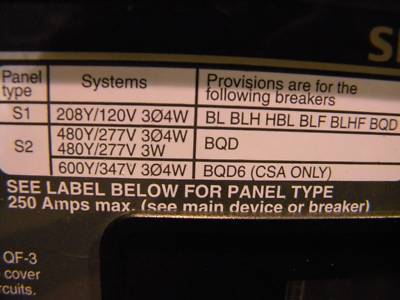 Panel type Systems Provisions are for the following breakers
S1 208Y/120V 3Ø4W BL BLH HBL BLF BLHF BQD
S2 480Y/277V 3Ø4W BQD
480Y/277V 3W
600Y/347V 3Ø4W BQD6 (CSA ONLY)
SEE LABEL BELOW FOR PANEL TYPE
250 Amps max. (see main device or breaker)
QF-3
cover